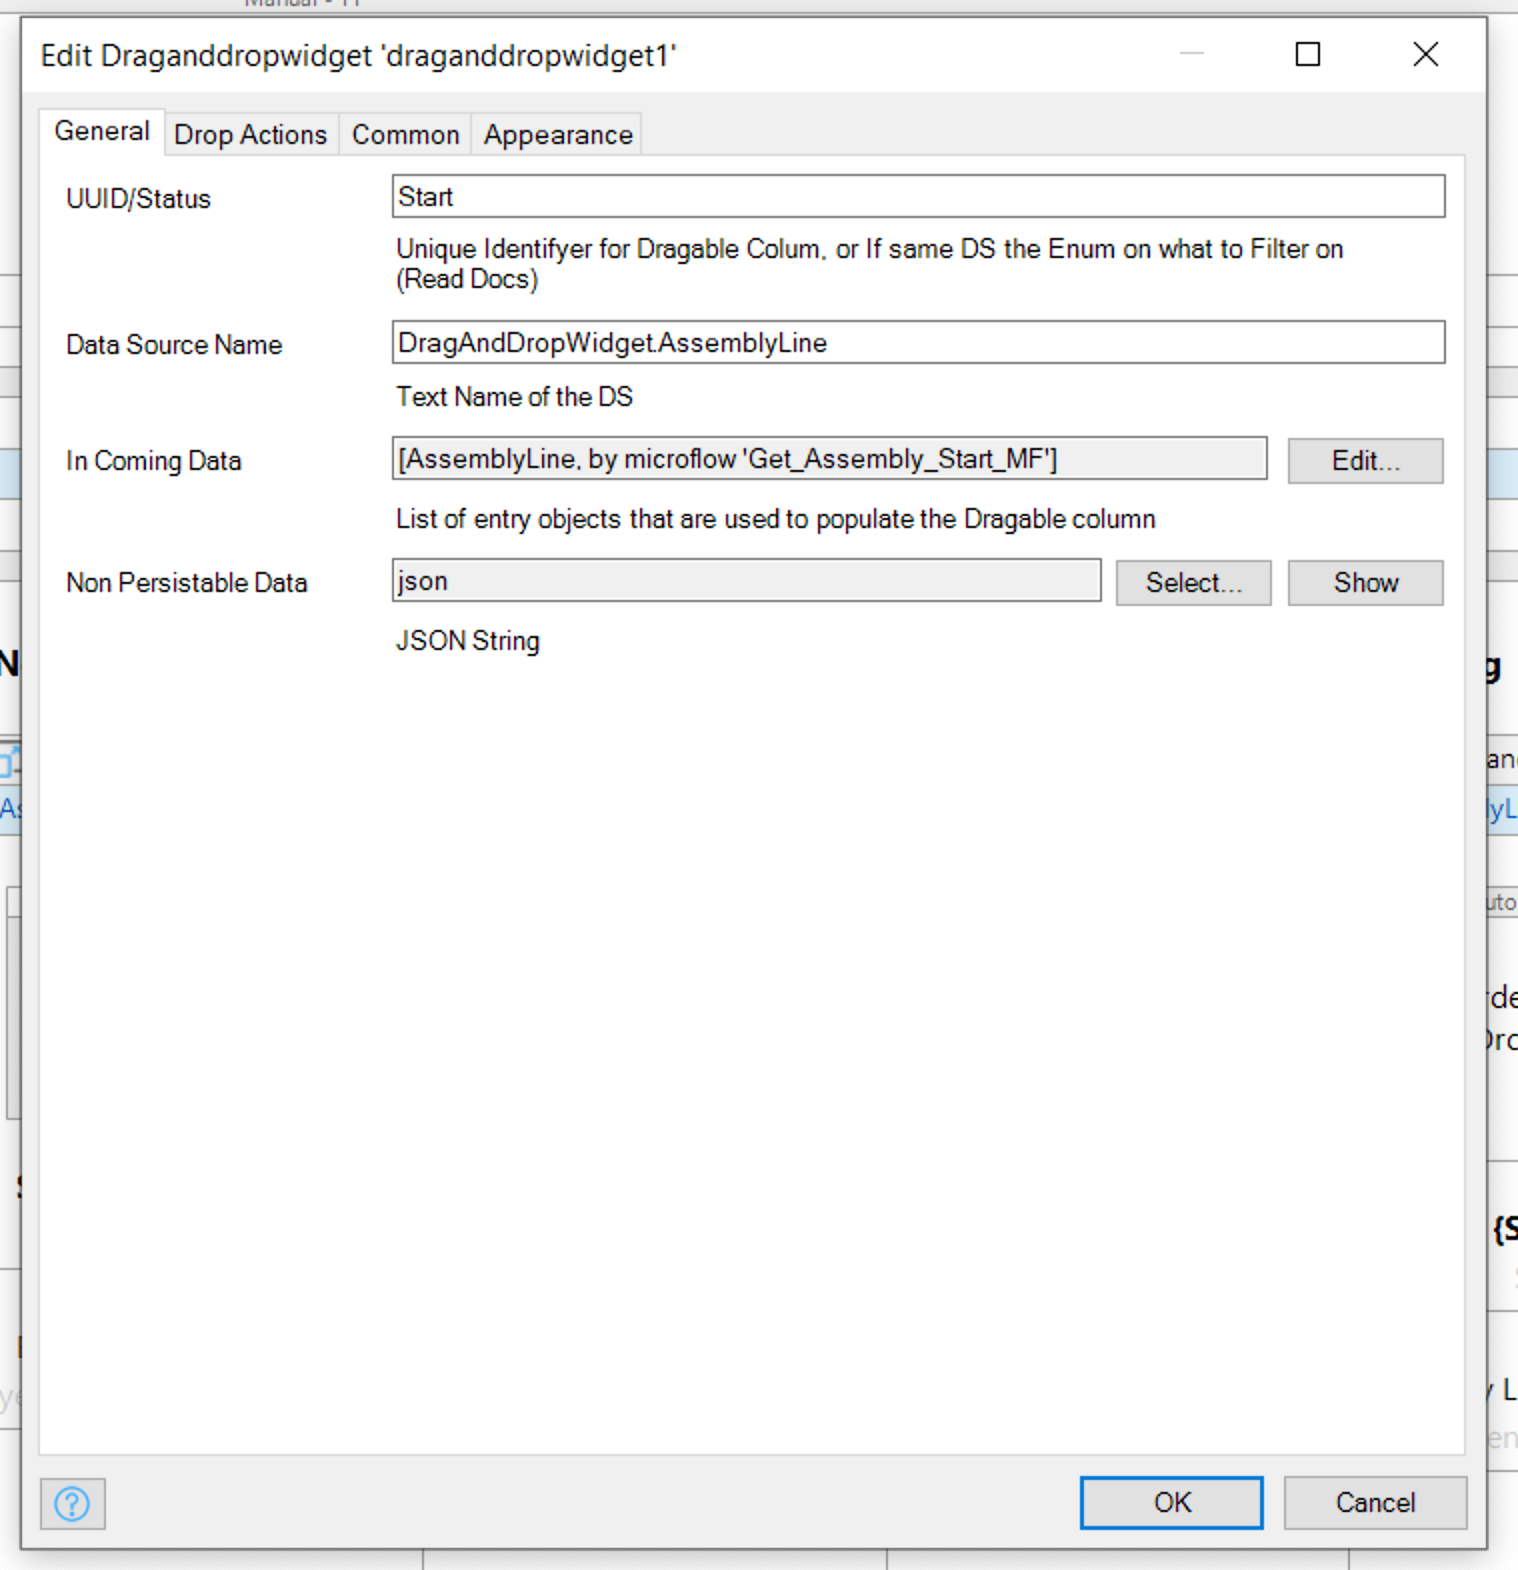 Edit Draganddropwidget 'draganddropwidget1'
General Drop Actions Common Appearance
UUID/Status Start
Unique Identifyer for Dragable Colum, or If same DS the Enum on what to Filter on
(Read Docs)
Data Source Name DragAndDropWidget.AssemblyLine
Text Name of the DS
In Coming Data [AssemblyLine, by microflow 'Get_Assembly_Start_MF'] Edit...
List of entry objects that are used to populate the Dragable column
Non Persistable Data json Select... Show
JSON String
OK Cancel